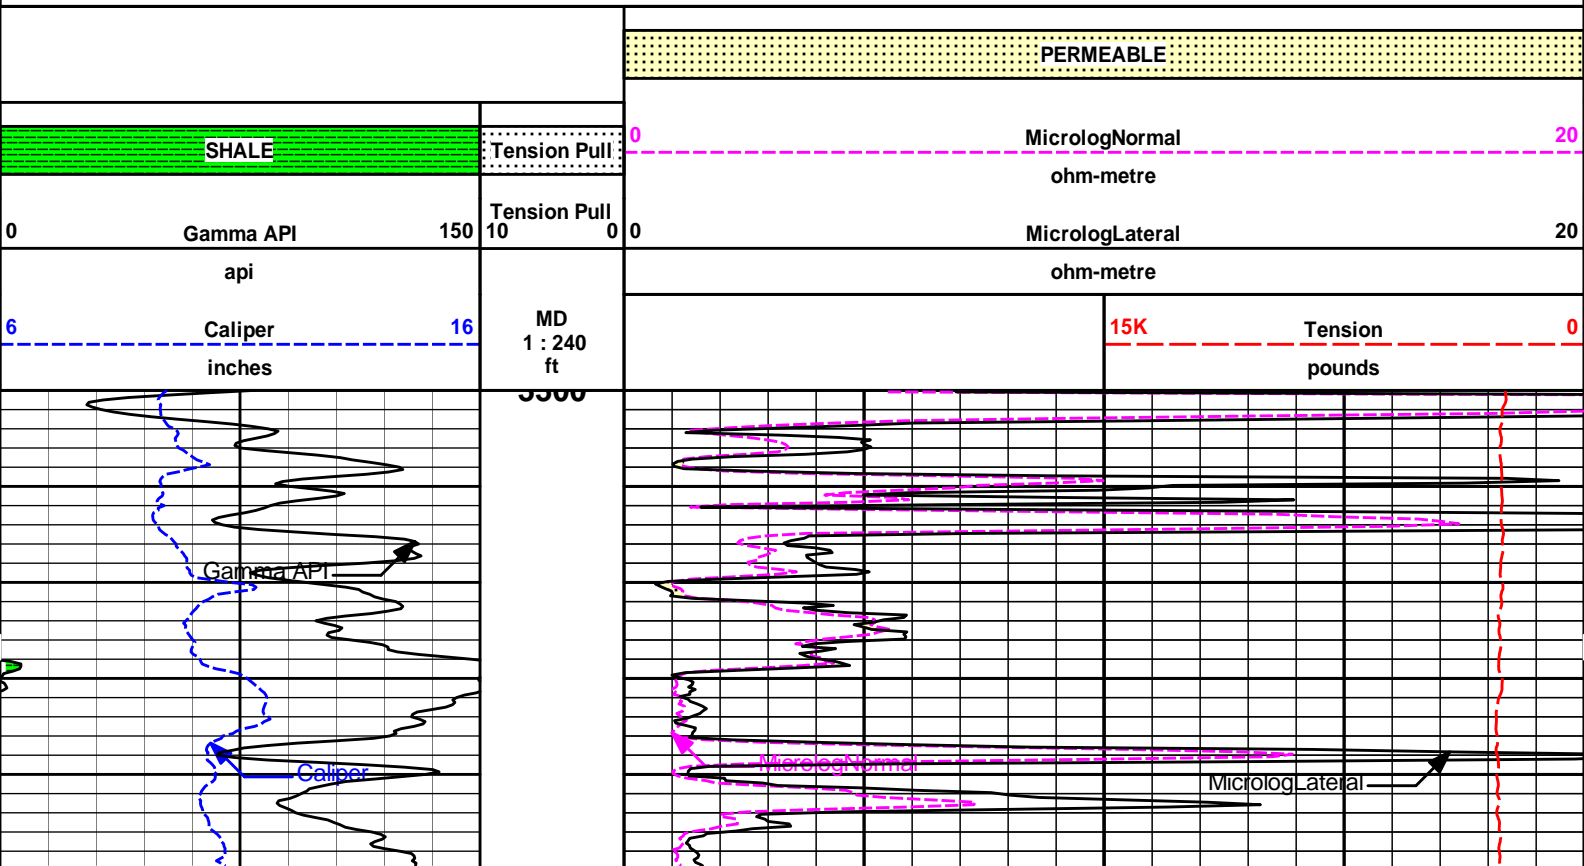 PERMEABLE
SHALE
Tension Pull
0 MicrologNormal 20
ohm-metre
Tension Pull
10 0
0 Gamma API 150
api
0 MicrologLateral 20
ohm-metre
6 Caliper 16
inches
MD
1 : 240
ft
15K Tension 0
pounds
Gamma API
Caliper
MicrologNormal
MicrologLateral